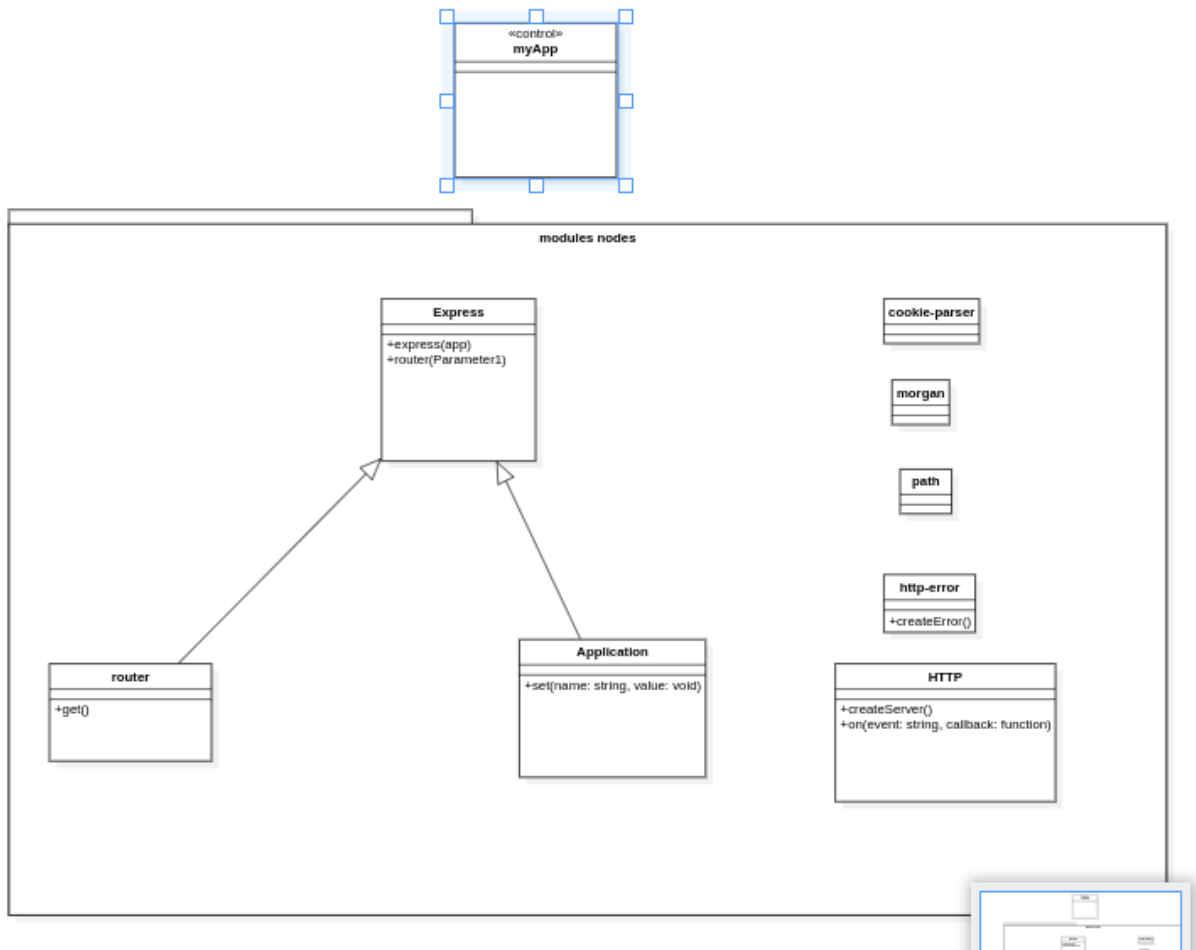 «control»
myApp
modules nodes
Express
+express(app)
+router(Parameter1)
cookie-parser
morgan
path
http-error
+createError()
router
+get()
Application
+set(name: string, value: void)
HTTP
+createServer()
+on(event: string, callback: function)